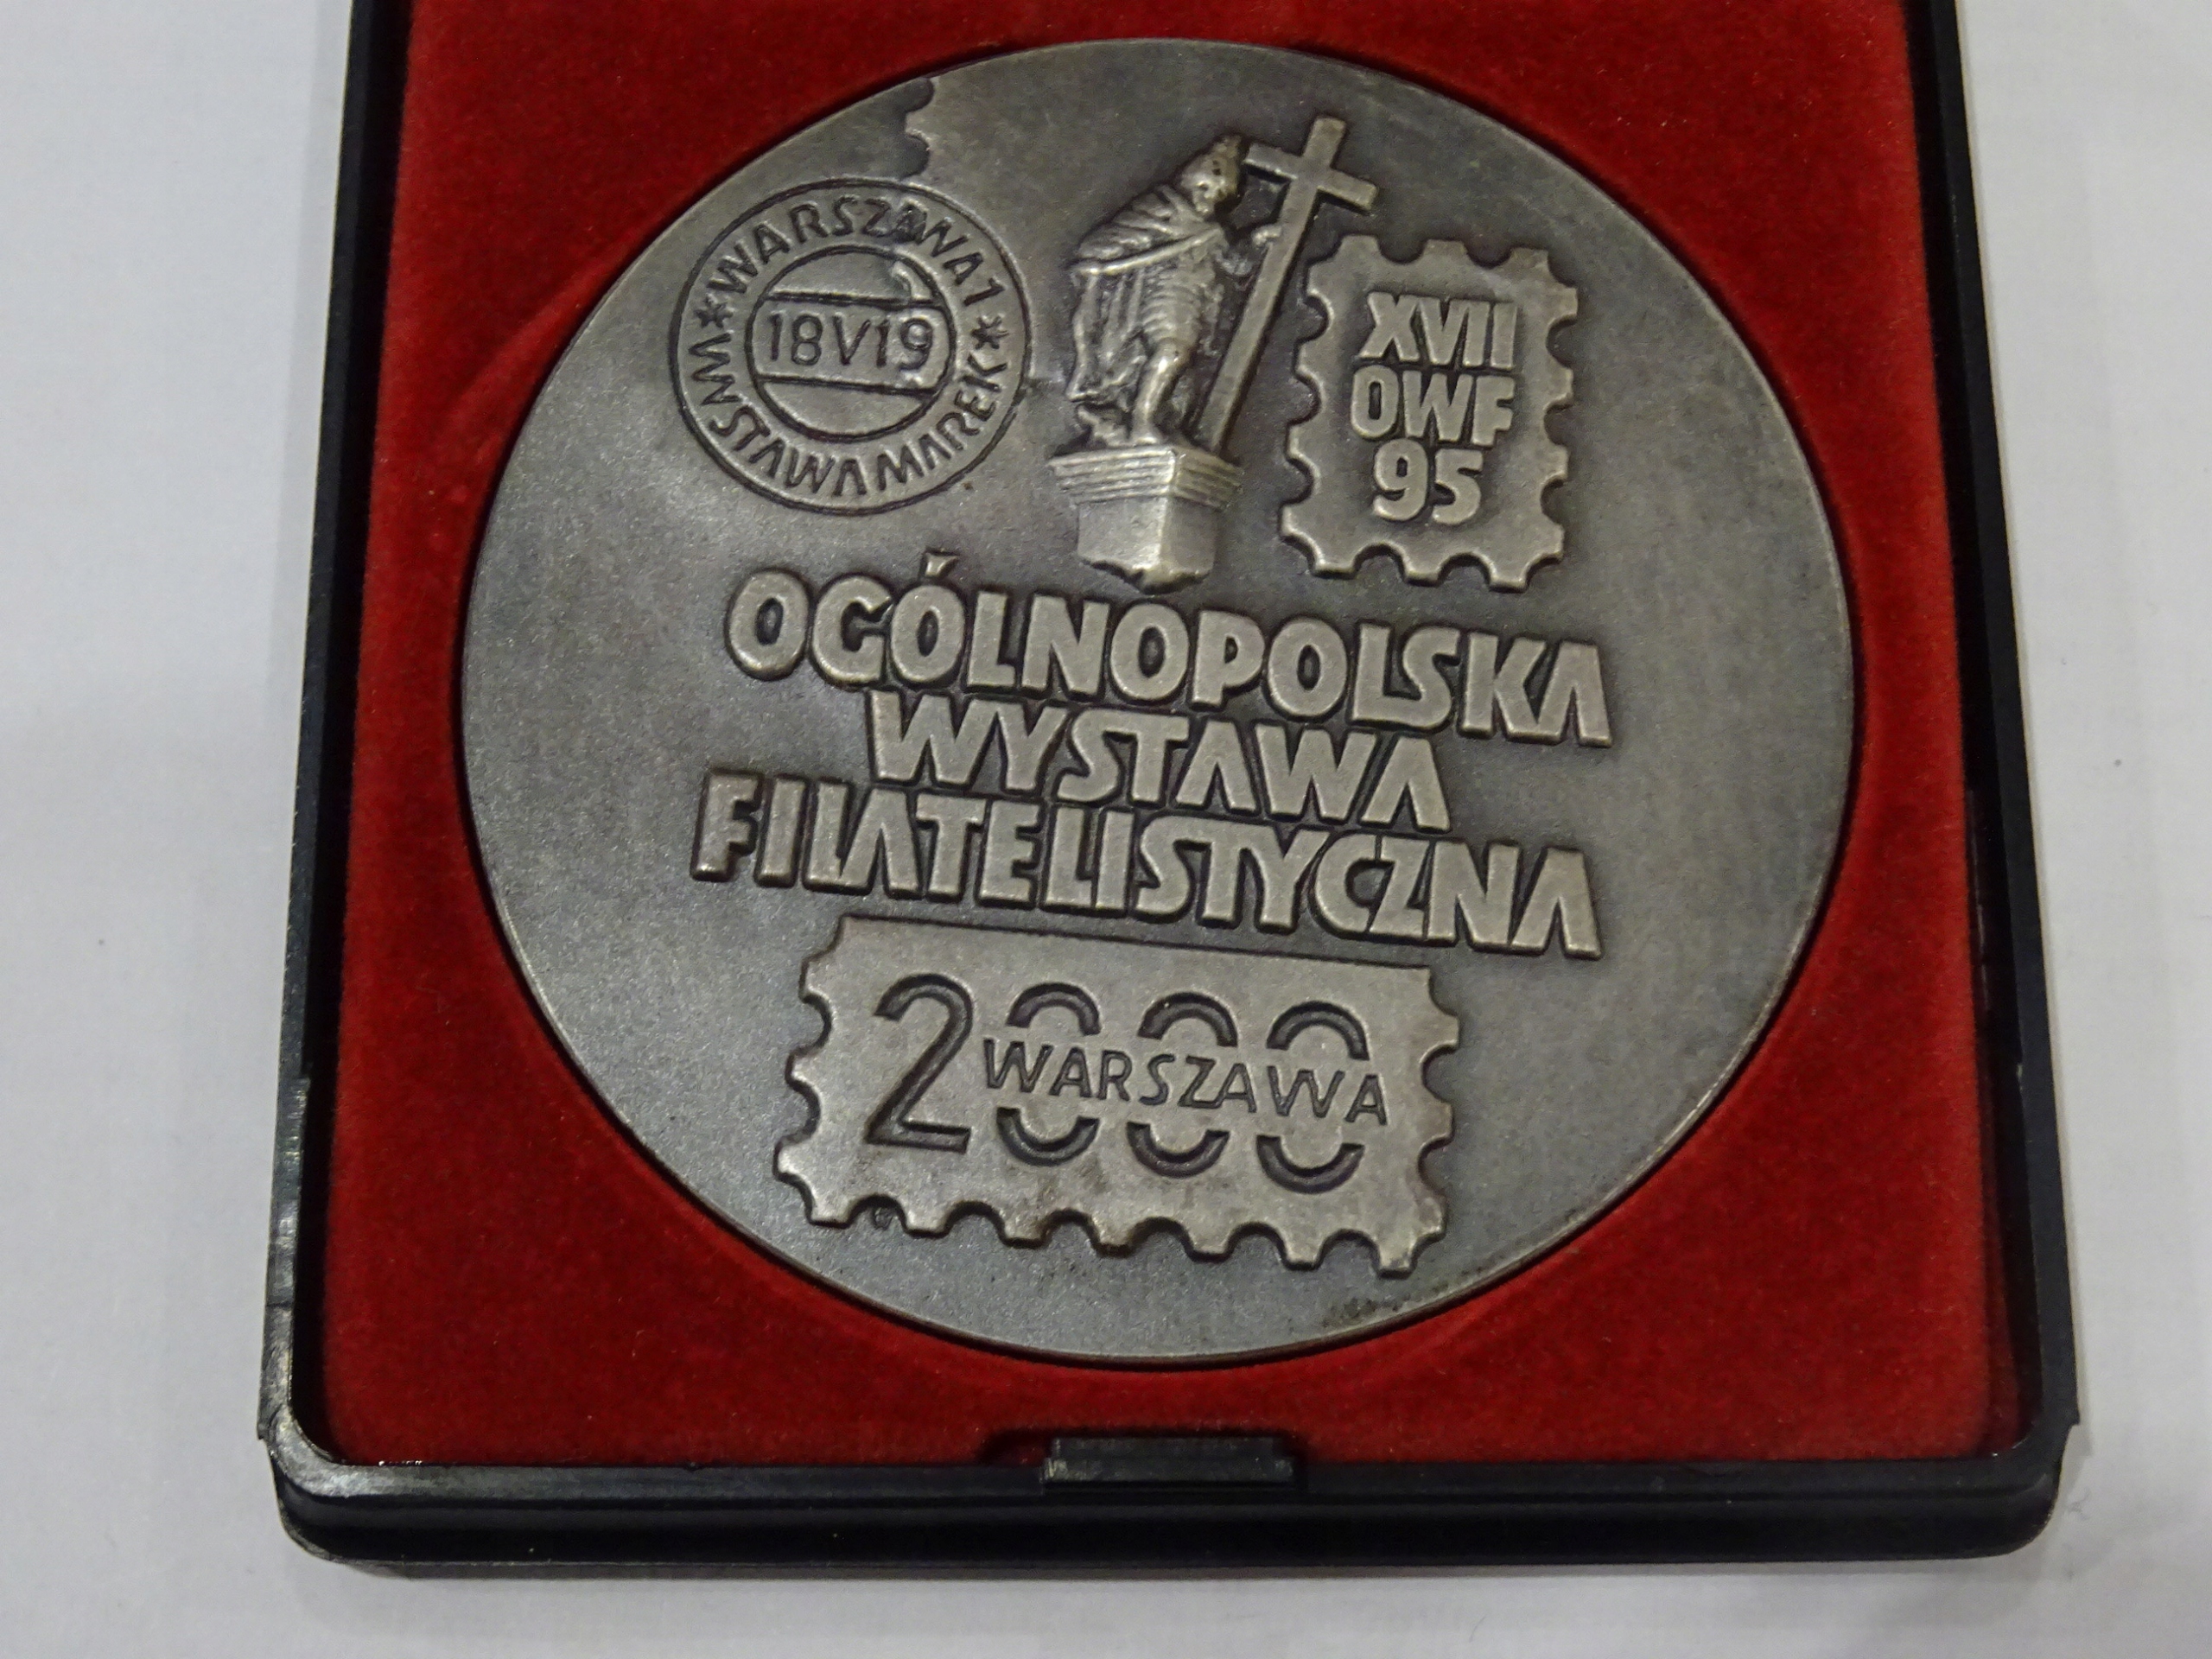 * WARSZAWA 1 *
18 V 19
WYSTAWA MAREK
XVII
OWF
95
OGÓLNOPOLSKA
WYSTAWA
FILATELISTYCZNA
2000
WARSZAWA